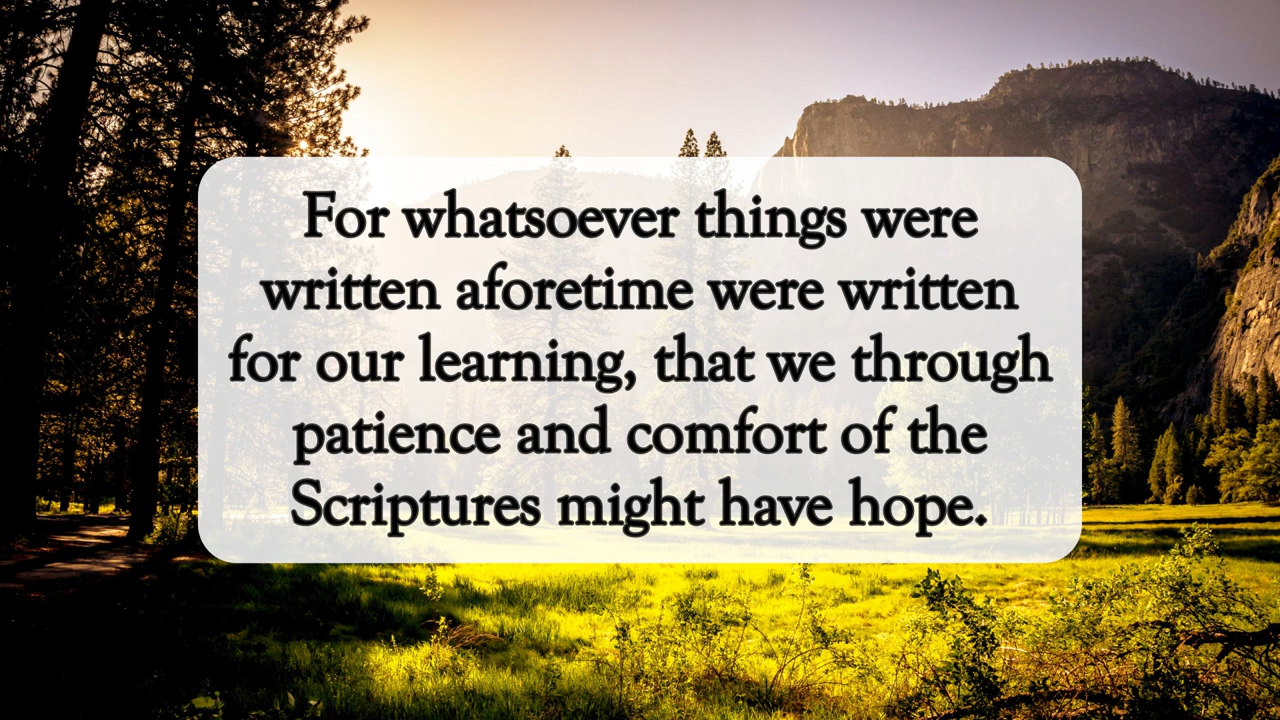 For whatsoever things were
written aforetime were written
for our learning, that we through
patience and comfort of the
Scriptures might have hope.